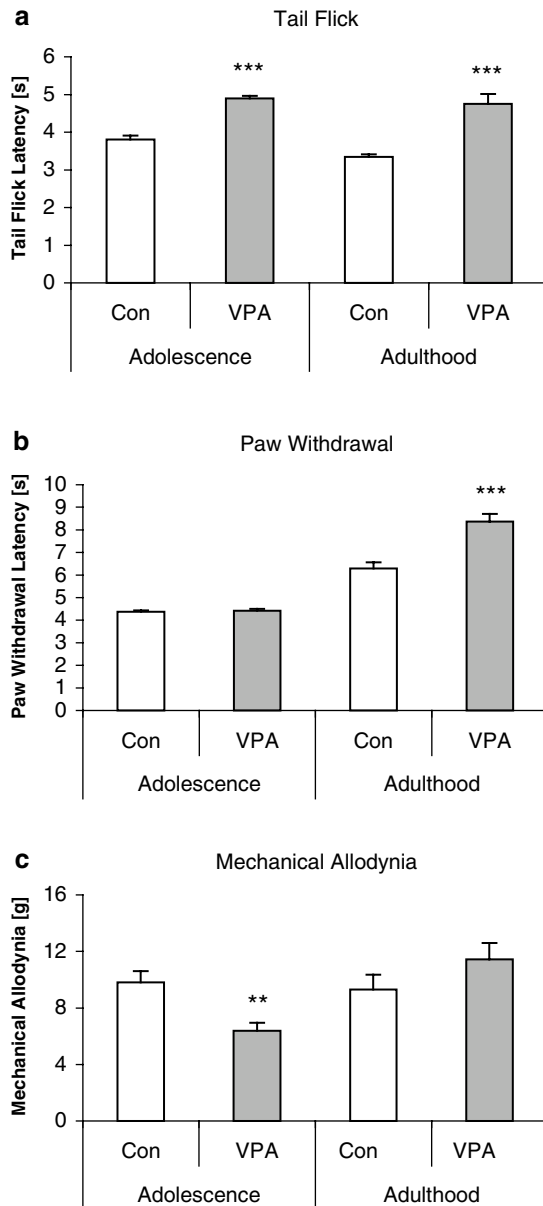 a
Tail Flick
Tail Flick Latency [s]
6
5
4
3
2
1
0
***
***
Con
VPA
Con
VPA
Adolescence
Adulthood
b
Paw Withdrawal
Paw Withdrawal Latency [s]
10
9
8
7
6
5
4
3
2
1
0
***
Con
VPA
Con
VPA
Adolescence
Adulthood
c
Mechanical Allodynia
Mechanical Allodynia [g]
16
12
8
4
0
**
Con
VPA
Con
VPA
Adolescence
Adulthood